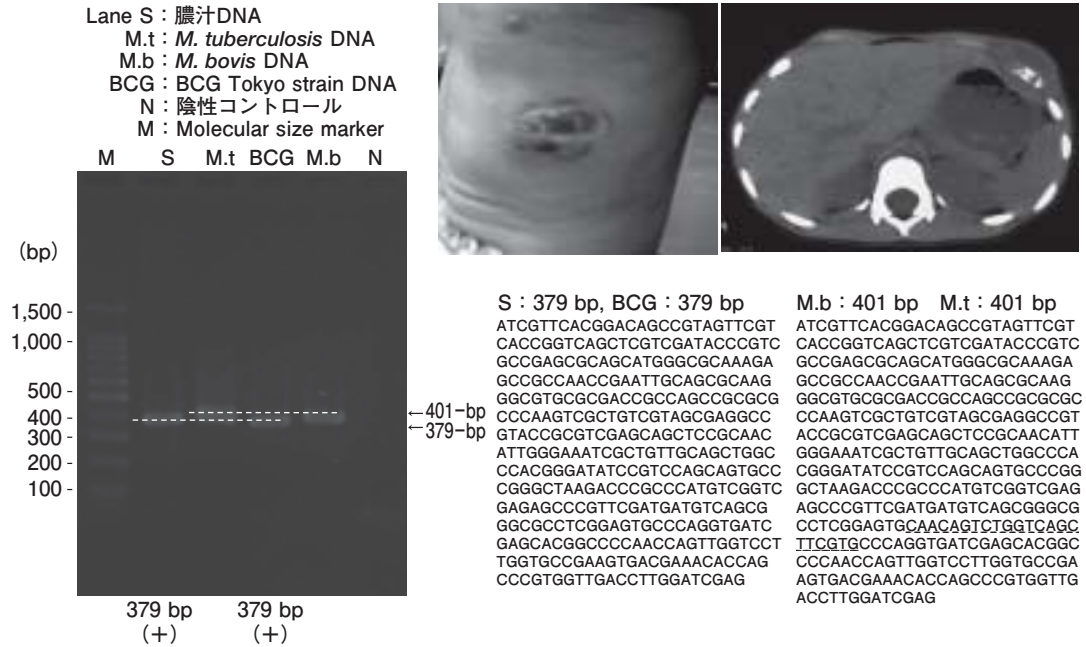 Lane S：膿汁DNA
M.t：M. tuberculosis DNA
M.b：M. bovis DNA
BCG：BCG Tokyo strain DNA
N：陰性コントロール
M：Molecular size marker
M S M.t BCG M.b N
(bp)
1,500 -
1,000 -
500 -
400 -
300 -
200 -
100 -
←401-bp
←379-bp
379 bp 379 bp
(＋) (＋)
S：379 bp, BCG：379 bp
ATCGTTCACGGACAGCCGTAGTTCGT
CACCGGTCAGCTCGTCGATACCCGTC
GCCGAGCGCAGCATGGGCGCAAAGA
GCCGCCAACCGAATTGCAGCGCAAG
GGCGTGCGCGACCGCCAGCCGCGCG
CCCAAGTCGCTGTCGTAGCGAGGCC
GTACCGCGTCGAGCAGCTCCGCAAC
ATTGGGAAATCGCTGTTGCAGCTGGC
CCACGGGATATCCGTCCAGCAGTGCC
CGGGCTAAGACCCGCCCATGTCGGTC
GAGAGCCCGTTCGATGATGTCAGCG
GGCGCCTCGGAGTGCCCAGGTGATC
GAGCACGGCCCCAACCAGTTGGTCCT
TGGTGCCGAAGTGACGAAACACCAG
CCCGTGGTTGACCTTGGATCGAG
M.b：401 bp M.t：401 bp
ATCGTTCACGGACAGCCGTAGTTCGT
CACCGGTCAGCTCGTCGATACCCGTC
GCCGAGCGCAGCATGGGCGCAAAGA
GCCGCCAACCGAATTGCAGCGCAAG
GGCGTGCGCGACCGCCAGCCGCGCGC
CCAAGTCGCTGTCGTAGCGAGGCCGT
ACCGCGTCGAGCAGCTCCGCAACATT
GGGAAATCGCTGTTGCAGCTGGCCCA
CGGGATATCCGTCCAGCAGTGCCCGG
GCTAAGACCCGCCCATGTCGGTCGAG
AGCCCGTTCGATGATGTCAGCGGGCG
CCTCGGAGTGCAACAGTCTGGTCAGC
TTCGTGCCCAGGTGATCGAGCACGGC
CCCAACCAGTTGGTCCTTGGTGCCGA
AGTGACGAAACACCAGCCCGTGGTTG
ACCTTGGATCGAG